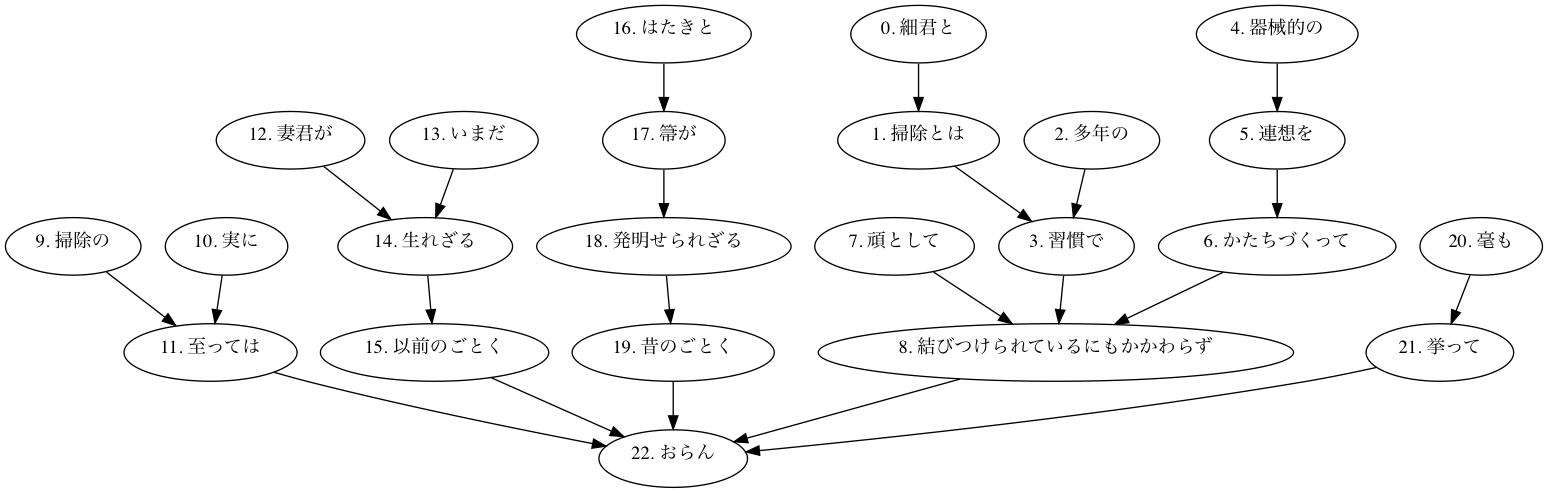 16. はたきと
0. 細君と
4. 器械的の
12. 妻君が
13. いまだ
17. 箒が
1. 掃除とは
2. 多年の
5. 連想を
9. 掃除の
10. 実に
14. 生れざる
18. 発明せられざる
7. 頑として
3. 習慣で
6. かたちづくって
20. 毫も
11. 至っては
15. 以前のごとく
19. 昔のごとく
8. 結びつけられているにもかかわらず
21. 挙って
22. おらん